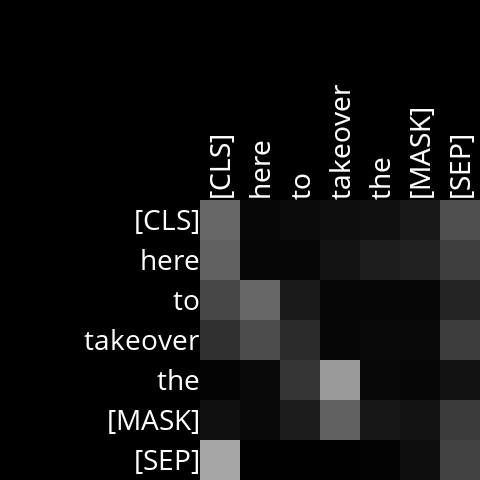 [CLS] here to takeover the [MASK] [SEP]
[CLS]
here
to
takeover
the
[MASK]
[SEP]